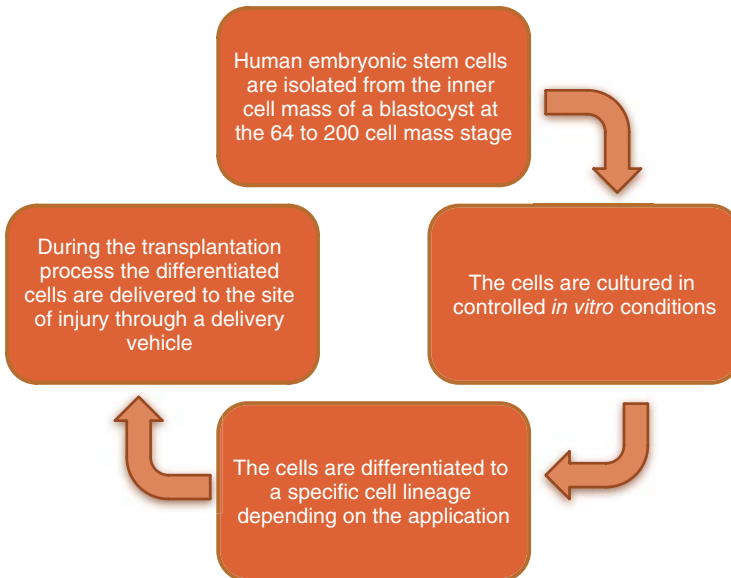 Human embryonic stem cells
are isolated from the inner
cell mass of a blastocyst at
the 64 to 200 cell mass stage
The cells are cultured in
controlled in vitro conditions
The cells are differentiated to
a specific cell lineage
depending on the application
During the transplantation
process the differentiated
cells are delivered to the site
of injury through a delivery
vehicle